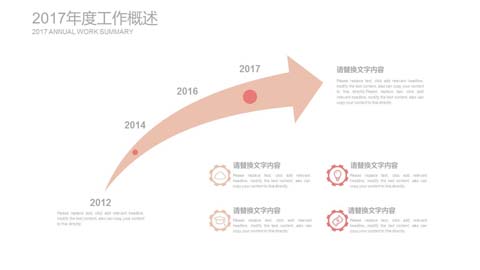 2017年度工作概述
2017 ANNUAL WORK SUMMARY
2017
2016
2014
2012
请替换文字内容
Please replace text, click add relevant headline,
modify the text content, also can copy your content
to this directly. Please replace text, click add relevant
headline, modify the text content, also can copy your
content to this directly.
Please replace text, click add relevant headline,
modify the text content, also can copy your content
to this directly.
请替换文字内容
Please replace text, click add relevant
headline, modify the text content, also can
copy your content to this directly.
请替换文字内容
Please replace text, click add relevant
headline, modify the text content, also can
copy your content to this directly.
请替换文字内容
Please replace text, click add relevant
headline, modify the text content, also can
copy your content to this directly.
请替换文字内容
Please replace text, click add relevant
headline, modify the text content, also can
copy your content to this directly.